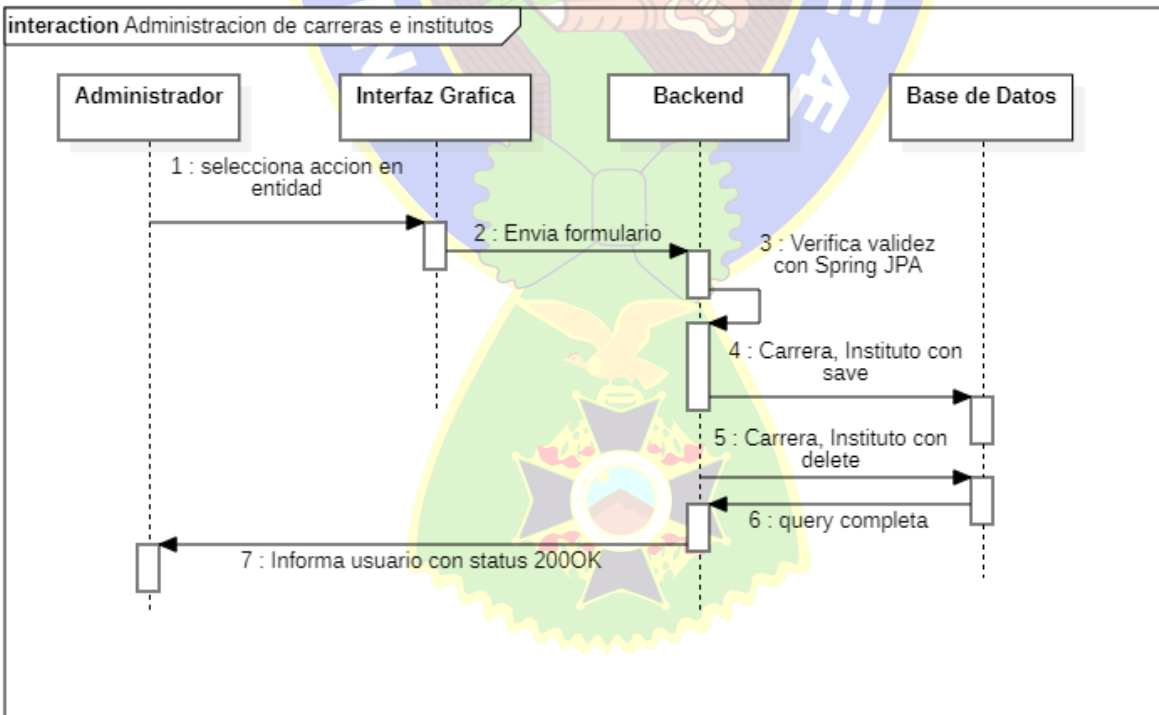 interaction Administracion de carreras e institutos
Administrador
Interfaz Grafica
Backend
Base de Datos
1 : selecciona accion en
entidad
2 : Envia formulario
3 : Verifica validez
con Spring JPA
4 : Carrera, Instituto con
save
5 : Carrera, Instituto con
delete
6 : query completa
7 : Informa usuario con status 200OK